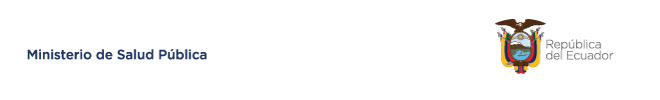 Ministerio de Salud Pública
República
del Ecuador